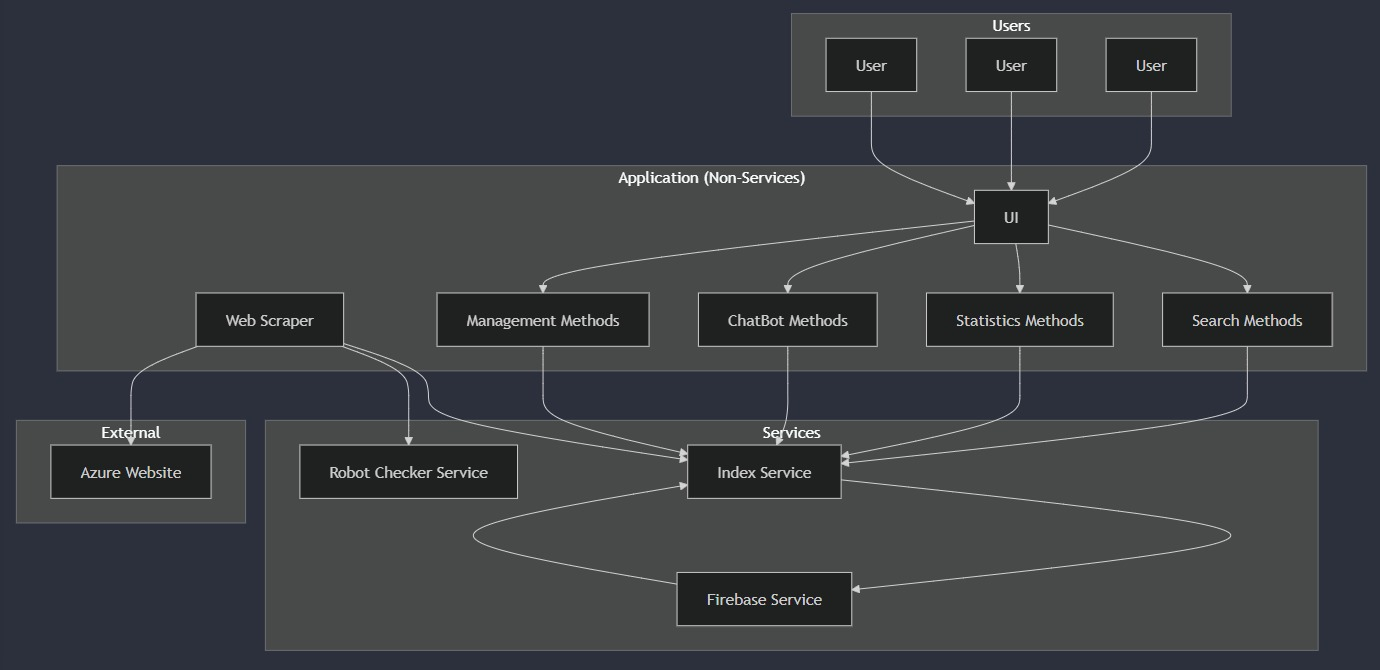 Users
User
User
User
Application (Non-Services)
UI
Web Scraper
Management Methods
ChatBot Methods
Statistics Methods
Search Methods
External
Services
Azure Website
Robot Checker Service
Index Service
Firebase Service